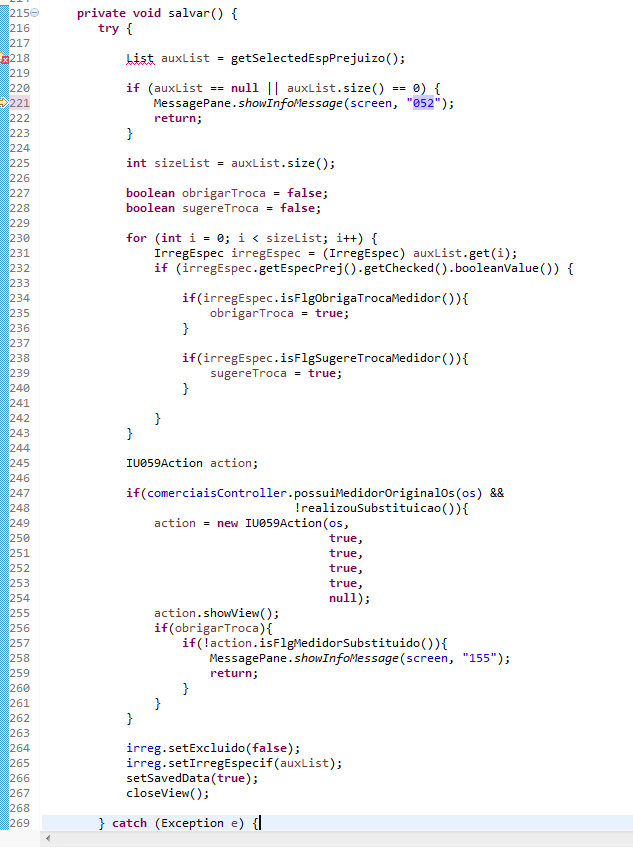 215 private void salvar() {
216 try {
217
218 List auxList = getSelectedEspPrejuizo();
219
220 if (auxList == null || auxList.size() == 0) {
221 MessagePane.showInfoMessage(screen, "052");
222 return;
223 }
224
225 int sizeList = auxList.size();
226
227 boolean obrigarTroca = false;
228 boolean sugereTroca = false;
229
230 for (int i = 0; i < sizeList; i++) {
231 IrregEspec irregEspec = (IrregEspec) auxList.get(i);
232 if (irregEspec.getEspecPrej().getChecked().booleanValue()) {
233
234 if(irregEspec.isFlgObrigaTrocaMedidor()){
235 obrigarTroca = true;
236 }
237
238 if(irregEspec.isFlgSugereTrocaMedidor()){
239 sugereTroca = true;
240 }
241
242 }
243 }
244
245 IU059Action action;
246
247 if(comerciaisController.possuiMedidorOriginalOs(os) &&
248 !realizouSubstituicao()){
249 action = new IU059Action(os,
250 true,
251 true,
252 true,
253 true,
254 null);
255 action.showView();
256 if(obrigarTroca){
257 if(!action.isFlgMedidorSubstituido()){
258 MessagePane.showInfoMessage(screen, "155");
259 return;
260 }
261 }
262 }
263
264 irreg.setExcluido(false);
265 irreg.setIrregEspecif(auxList);
266 setSavedData(true);
267 closeView();
268
269 } catch (Exception e) {